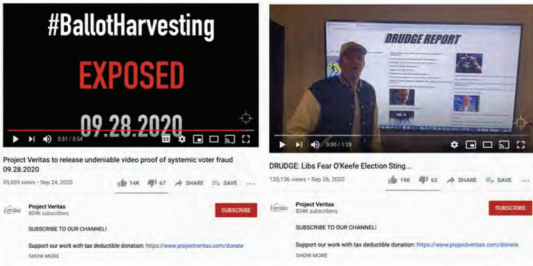 #BallotHarvesting
EXPOSED
09.28.2020
0:51 / 0:54
Project Veritas to release undeniable video proof of systemic voter fraud
09.28.2020
95,605 views • Sep 24, 2020
14K
67
SHARE
SAVE
Project Veritas
804K subscribers
SUBSCRIBE
SUBSCRIBE TO OUR CHANNEL!
Support our work with tax deductible donation: https://www.projectveritas.com/donate
SHOW MORE
DRUDGE REPORT
0:00 / 1:28
DRUDGE: Libs Fear O'Keefe Election Sting...
120,136 views • Sep 26, 2020
19K
62
SHARE
SAVE
Project Veritas
804K subscribers
SUBSCRIBE
SUBSCRIBE TO OUR CHANNEL!
Support our work with tax deductible donation: https://www.projectveritas.com/donate
SHOW MORE